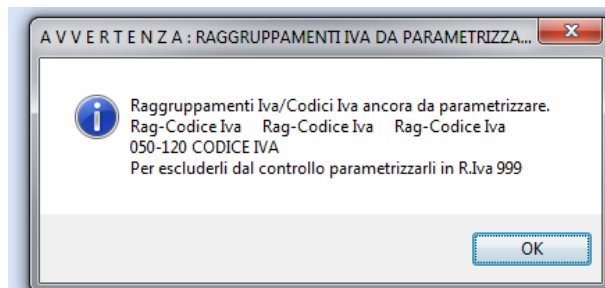 A V V E R T E N Z A : RAGGRUPPAMENTI IVA DA PARAMETRIZZA...
Raggruppamenti Iva/Codici Iva ancora da parametrizzare.
Rag-Codice Iva Rag-Codice Iva Rag-Codice Iva
050-120 CODICE IVA
Per escluderli dal controllo parametrizzarli in R.Iva 999
OK